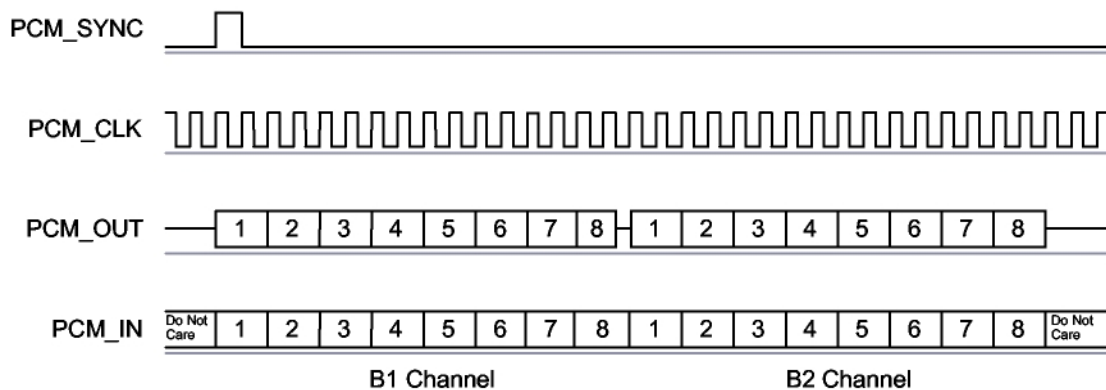 PCM_SYNC
PCM_CLK
PCM_OUT 1 2 3 4 5 6 7 8 1 2 3 4 5 6 7 8
PCM_IN Do Not Care 1 2 3 4 5 6 7 8 1 2 3 4 5 6 7 8 Do Not Care
B1 Channel B2 Channel